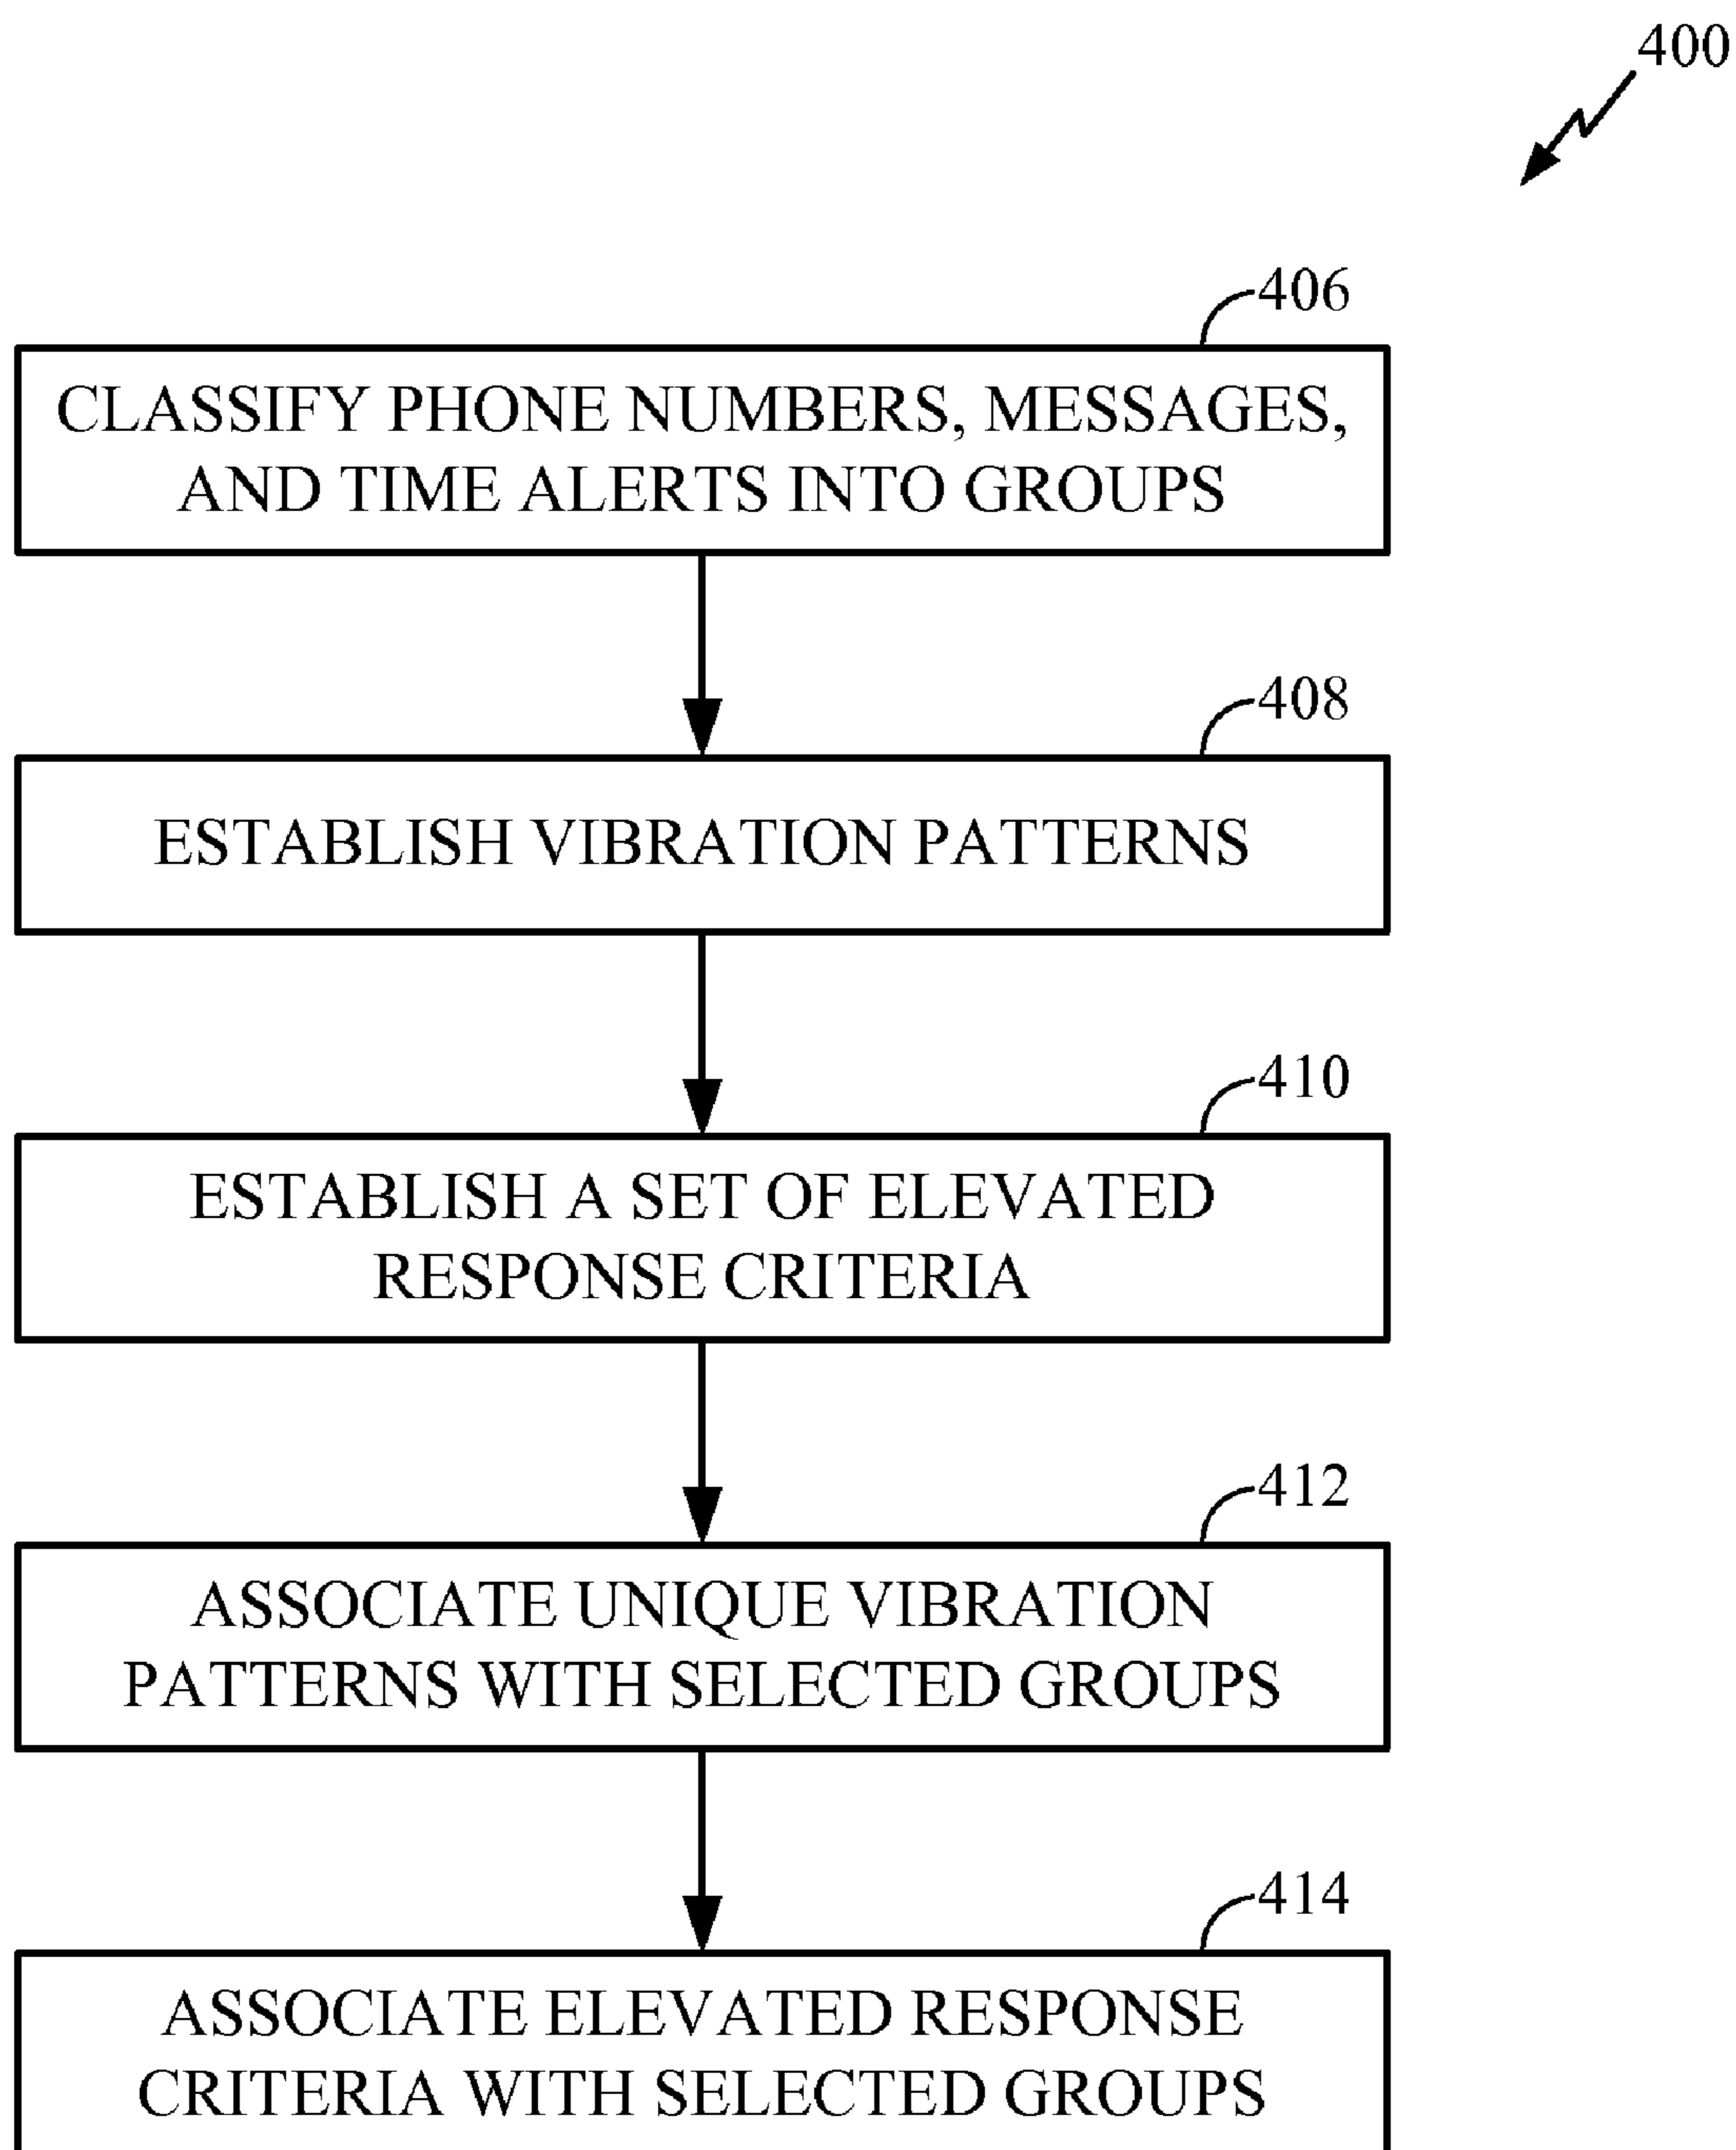 400
406
CLASSIFY PHONE NUMBERS, MESSAGES,
AND TIME ALERTS INTO GROUPS
408
ESTABLISH VIBRATION PATTERNS
410
ESTABLISH A SET OF ELEVATED
RESPONSE CRITERIA
412
ASSOCIATE UNIQUE VIBRATION
PATTERNS WITH SELECTED GROUPS
414
ASSOCIATE ELEVATED RESPONSE
CRITERIA WITH SELECTED GROUPS